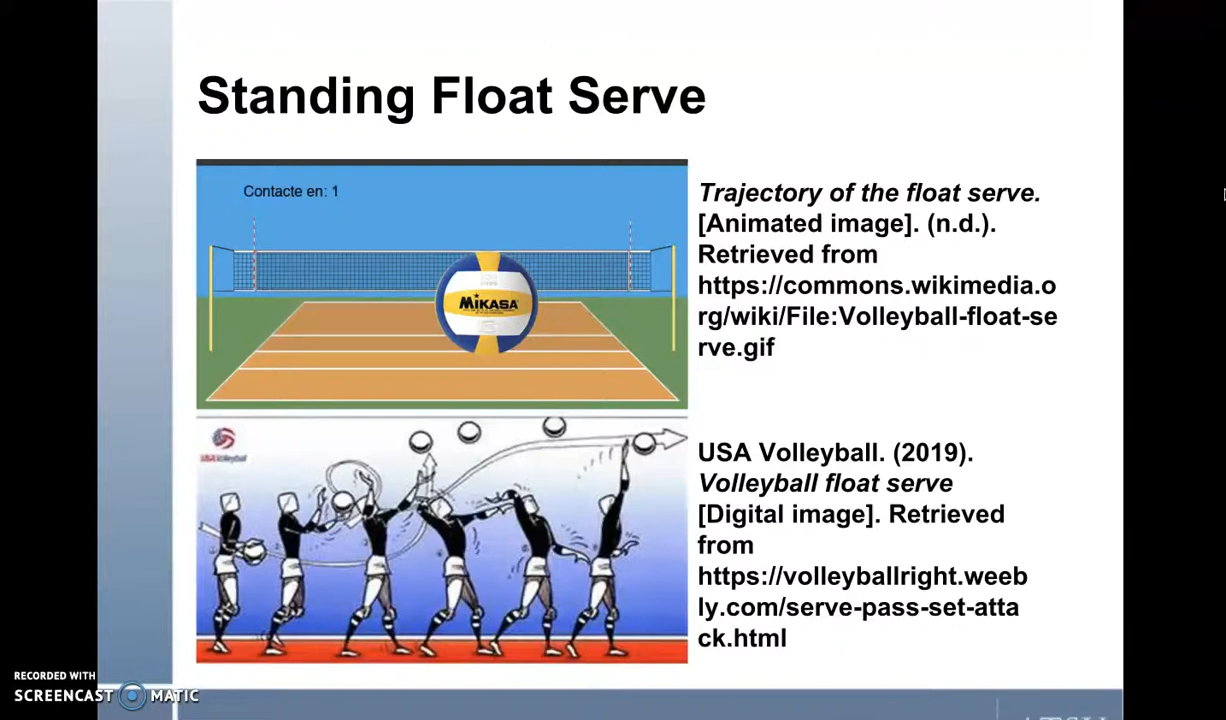 Standing Float Serve
Contacte en: 1
MIKASA
Trajectory of the float serve.
[Animated image]. (n.d.).
Retrieved from
https://commons.wikimedia.o
rg/wiki/File:Volleyball-float-se
rve.gif
USA Volleyball
USA Volleyball. (2019).
Volleyball float serve
[Digital image]. Retrieved
from
https://volleyballright.weeb
ly.com/serve-pass-set-atta
ck.html
RECORDED WITH
SCREENCAST MATIC